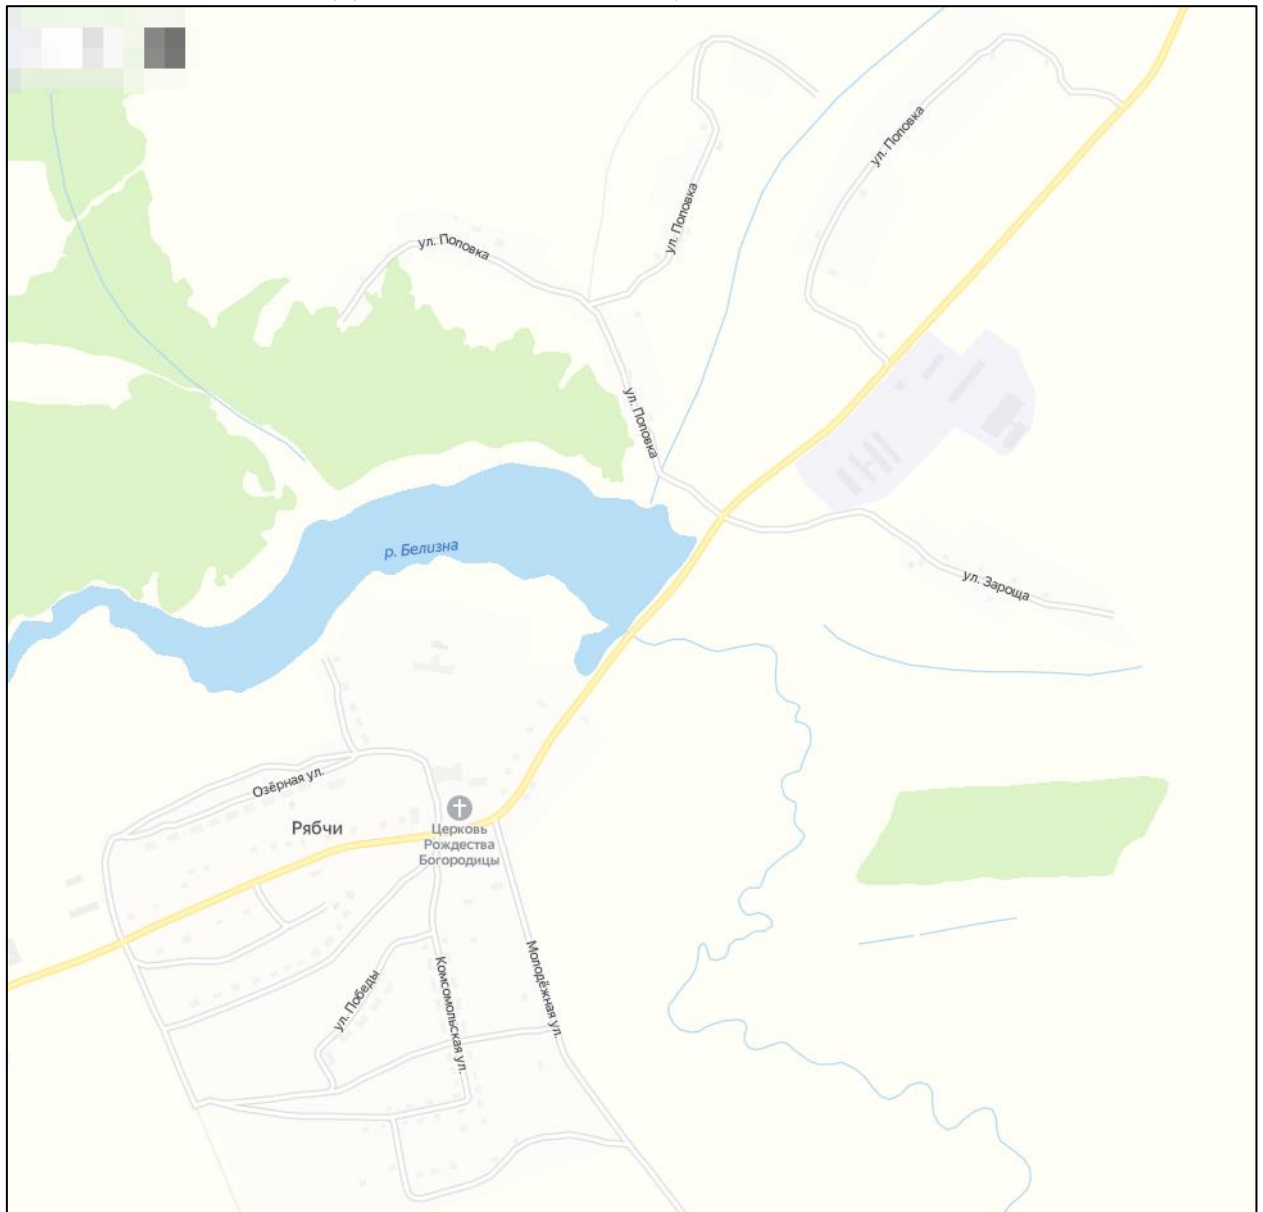 ул. Поповка
ул. Поповка
ул. Поповка
ул. Поповка
р. Белизна
ул. Зароща
Озёрная ул.
Рябчи
Церковь
Рождества
Богородицы
ул. Победы
Комсомольская ул.
Молодёжная ул.